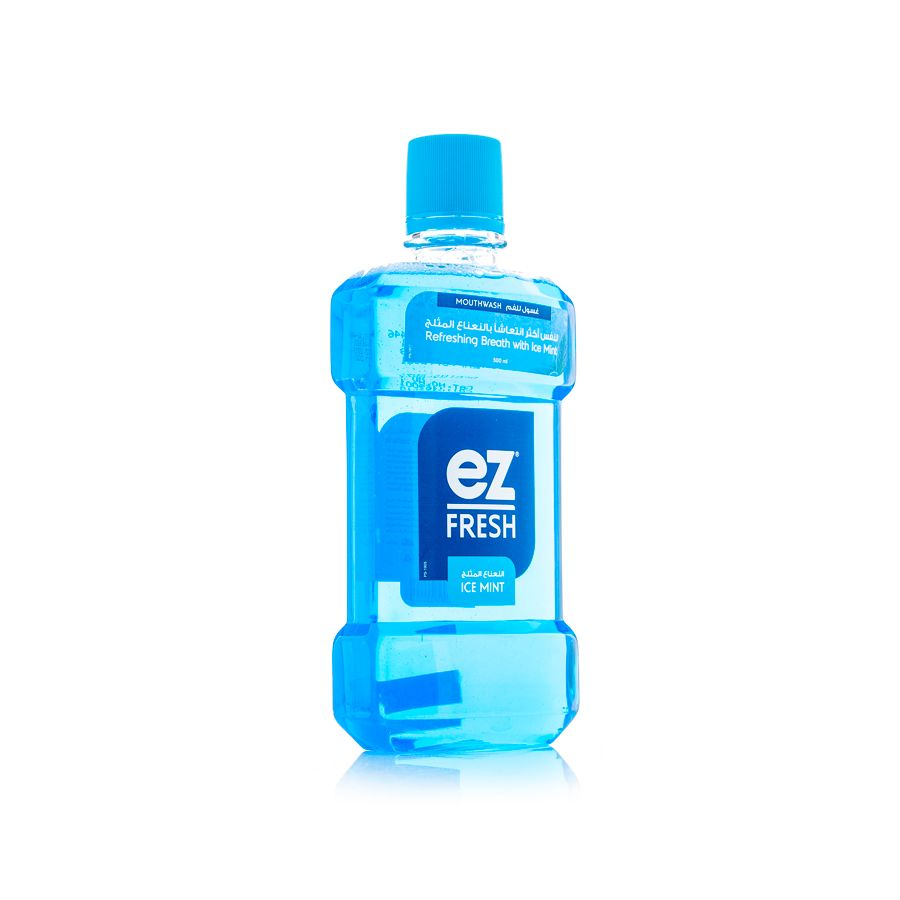 MOUTHWASH غسول للفم
لنفس أكثر انتعاشاً بالنعناع المثلج
Refreshing Breath with Ice Mint
500 ml
ez®
FRESH
النعناع المثلج
ICE MINT